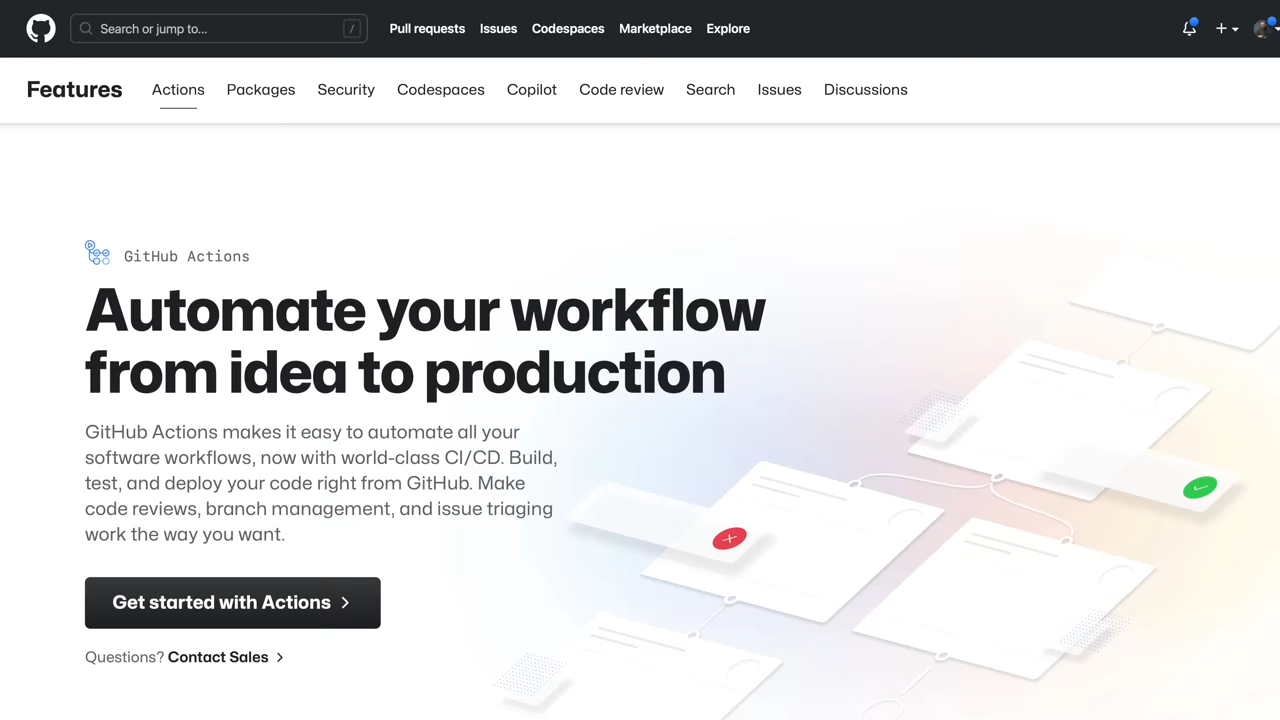 Search or jump to... /
Pull requests Issues Codespaces Marketplace Explore
Features Actions Packages Security Codespaces Copilot Code review Search Issues Discussions
GitHub Actions
Automate your workflow
from idea to production
GitHub Actions makes it easy to automate all your
software workflows, now with world-class CI/CD. Build,
test, and deploy your code right from GitHub. Make
code reviews, branch management, and issue triaging
work the way you want.
Get started with Actions
Questions? Contact Sales